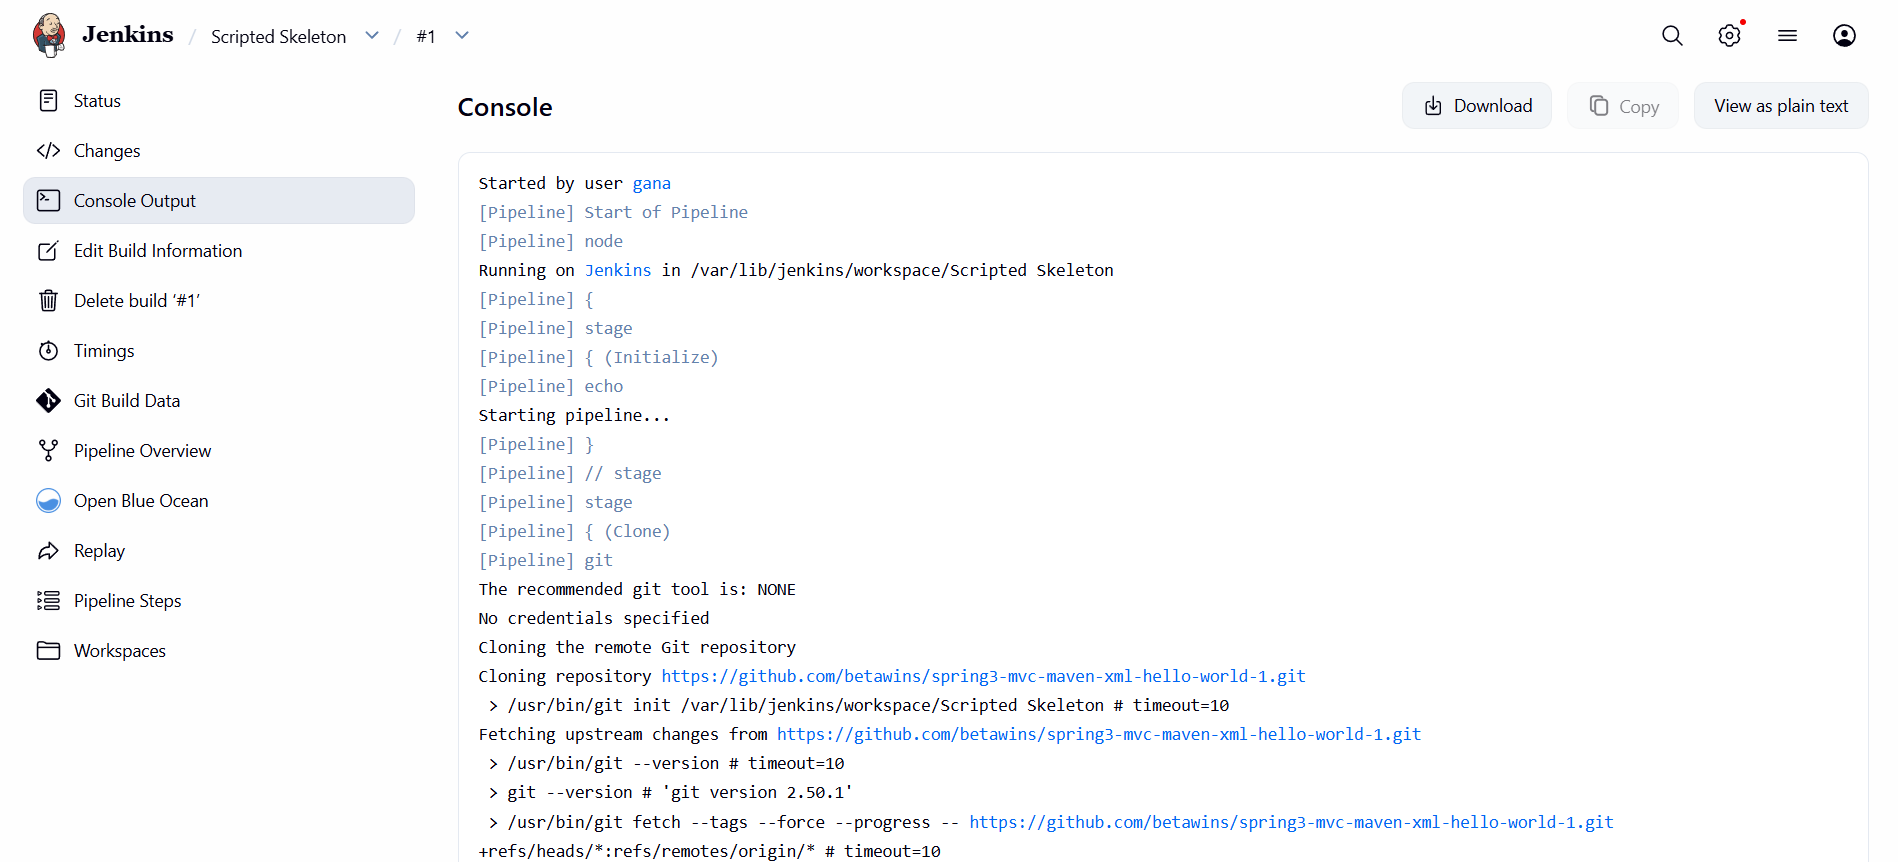 Jenkins / Scripted Skeleton / #1
Status
Changes
Console Output
Edit Build Information
Delete build ‘#1’
Timings
Git Build Data
Pipeline Overview
Open Blue Ocean
Replay
Pipeline Steps
Workspaces
Console
Download
Copy
View as plain text
Started by user gana
[Pipeline] Start of Pipeline
[Pipeline] node
Running on Jenkins in /var/lib/jenkins/workspace/Scripted Skeleton
[Pipeline] {
[Pipeline] stage
[Pipeline] { (Initialize)
[Pipeline] echo
Starting pipeline...
[Pipeline] }
[Pipeline] // stage
[Pipeline] stage
[Pipeline] { (Clone)
[Pipeline] git
The recommended git tool is: NONE
No credentials specified
Cloning the remote Git repository
Cloning repository https://github.com/betawins/spring3-mvc-maven-xml-hello-world-1.git
> /usr/bin/git init /var/lib/jenkins/workspace/Scripted Skeleton # timeout=10
Fetching upstream changes from https://github.com/betawins/spring3-mvc-maven-xml-hello-world-1.git
> /usr/bin/git --version # timeout=10
> git --version # 'git version 2.50.1'
> /usr/bin/git fetch --tags --force --progress -- https://github.com/betawins/spring3-mvc-maven-xml-hello-world-1.git
+refs/heads/*:refs/remotes/origin/* # timeout=10